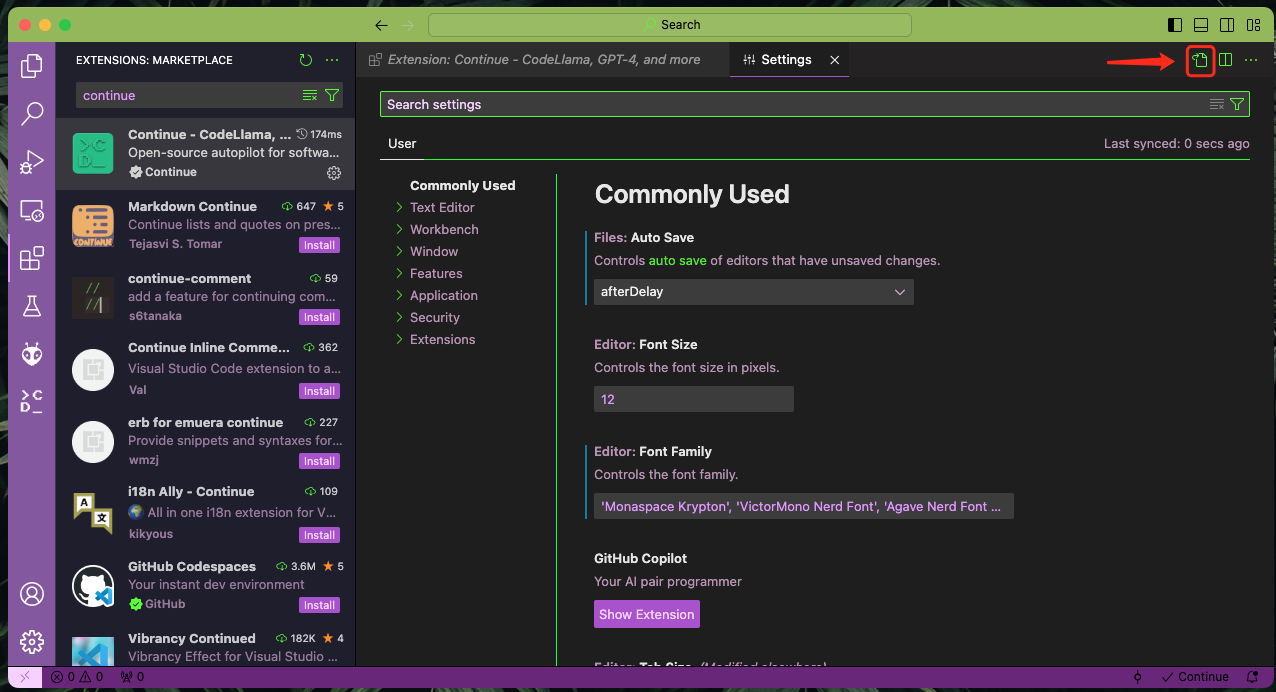 Search
EXTENSIONS: MARKETPLACE
continue
Continue - CodeLlama, ... 174ms
Open-source autopilot for softwa...
Continue
Markdown Continue 647 5
Continue lists and quotes on pres...
Tejasvi S. Tomar Install
continue-comment 59
add a feature for continuing com...
s6tanaka Install
Continue Inline Comme... 362
Visual Studio Code extension to a...
Val Install
erb for emuera continue 227
Provide snippets and syntaxes for...
wmzj Install
i18n Ally - Continue 109
All in one i18n extension for V...
kikyous Install
GitHub Codespaces 3.6M 5
Your instant dev environment
GitHub Install
Vibrancy Continued 182K 4
Vibrancy Effect for Visual Studio ...
Extension: Continue - CodeLlama, GPT-4, and more
Settings
Search settings
User
Last synced: 0 secs ago
Commonly Used
Text Editor
Workbench
Window
Features
Application
Security
Extensions
Commonly Used
Files: Auto Save
Controls auto save of editors that have unsaved changes.
afterDelay
Editor: Font Size
Controls the font size in pixels.
12
Editor: Font Family
Controls the font family.
'Monaspace Krypton', 'VictorMono Nerd Font', 'Agave Nerd Font ...
GitHub Copilot
Your AI pair programmer
Show Extension
Editor: Tab Size (Modified elsewhere)
0 0 0
Continue